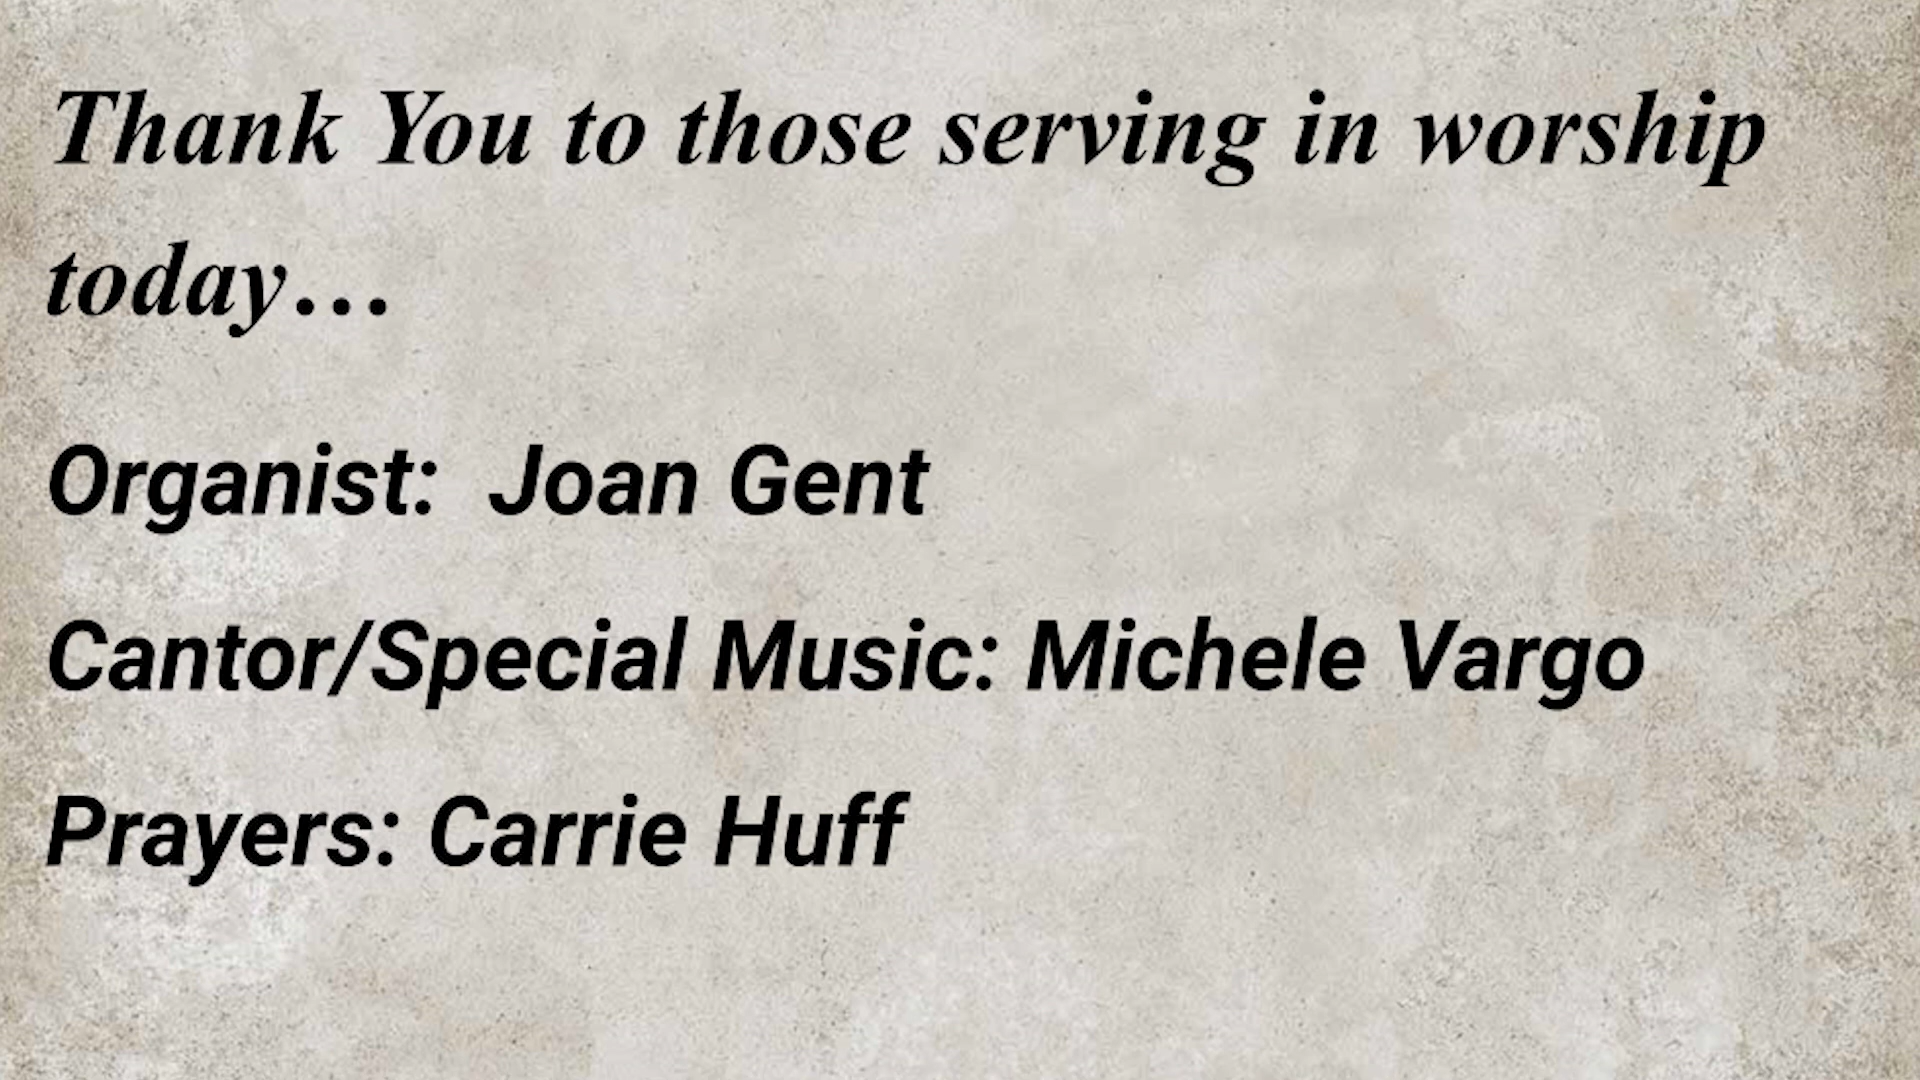 Thank You to those serving in worship
today…
Organist:  Joan Gent
Cantor/Special Music: Michele Vargo
Prayers: Carrie Huff